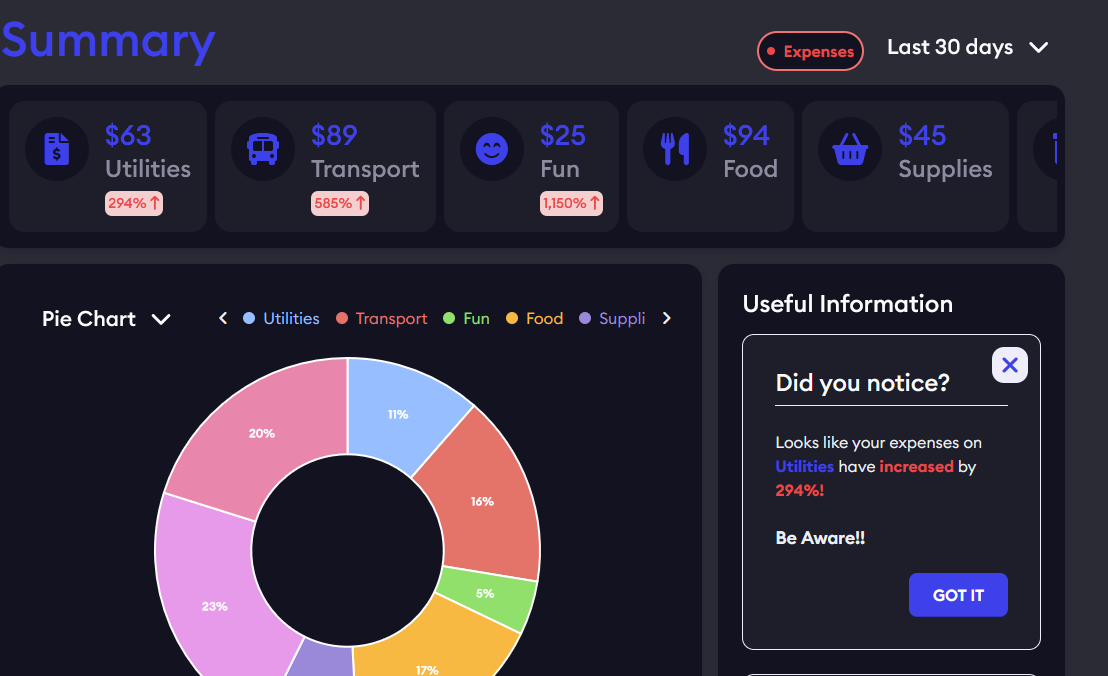 Summary
Expenses
Last 30 days
$63
Utilities
294% ↑
$89
Transport
585% ↑
$25
Fun
1,150% ↑
$94
Food
$45
Supplies
Pie Chart
Utilities
Transport
Fun
Food
Suppli
11%
16%
5%
17%
23%
20%
Useful Information
Did you notice?
Looks like your expenses on
Utilities have increased by
294%!
Be Aware!!
GOT IT